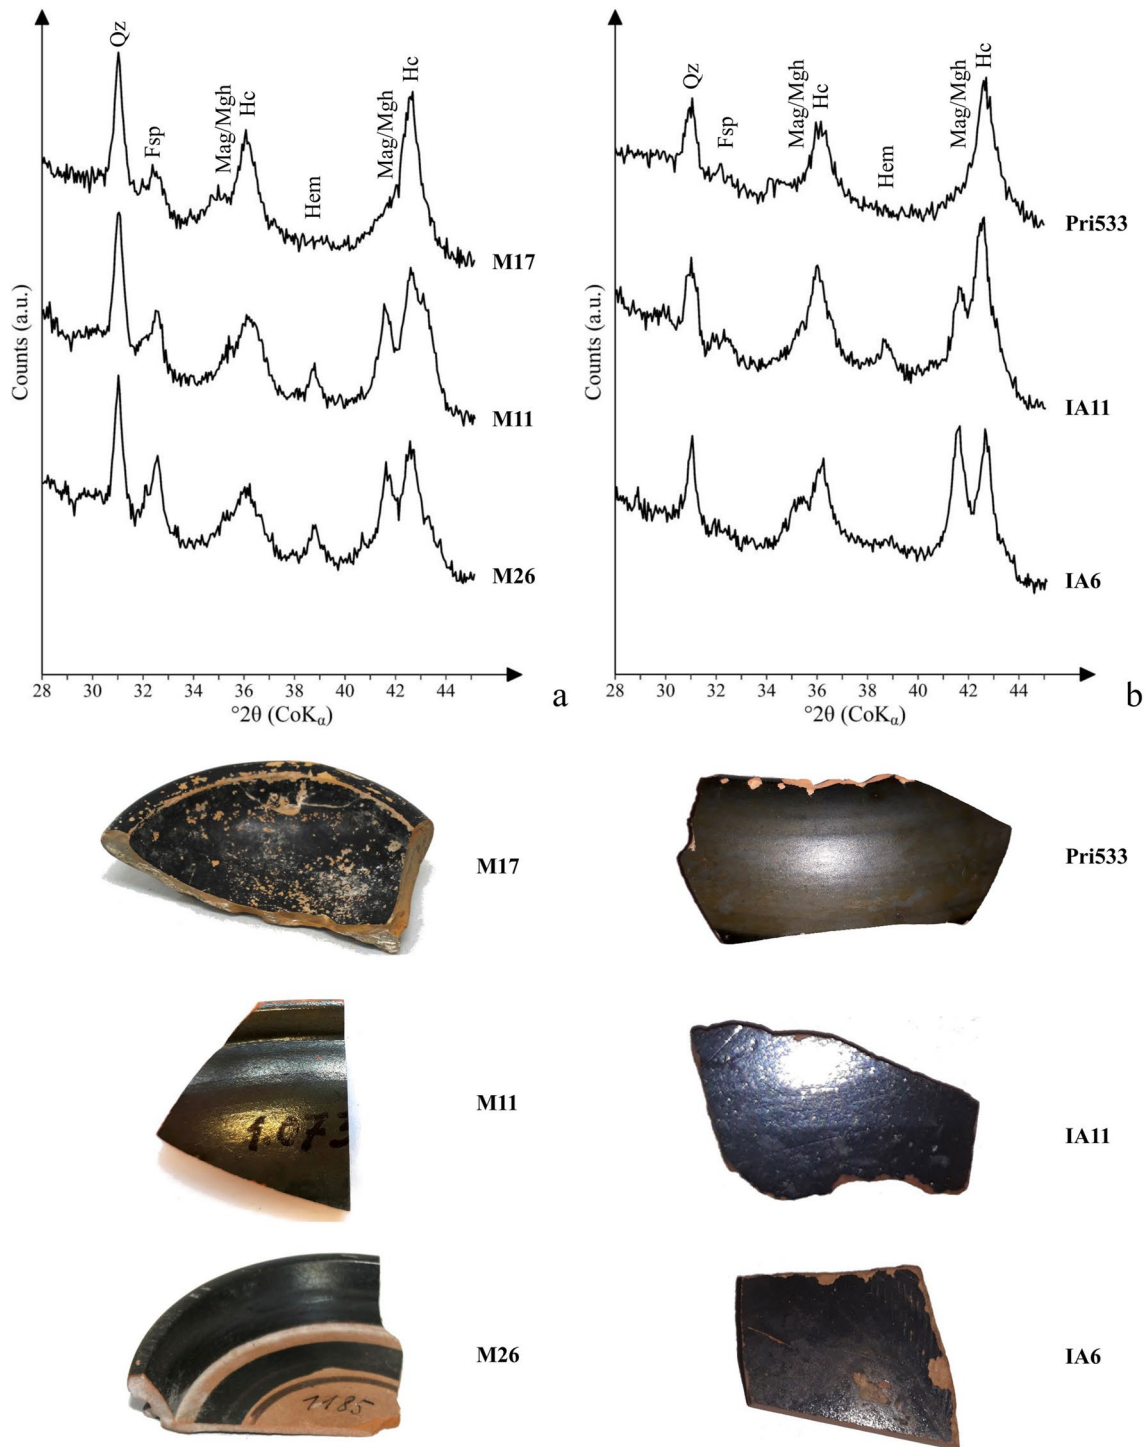 Qz
Fsp
Mag/Mgh
Hc
Hem
Mag/Mgh
Hc
M17
M11
M26
Counts (a.u.)
28 30 32 34 36 38 40 42 44
°2θ (CoKα)
a
Qz
Fsp
Mag/Mgh
Hc
Hem
Mag/Mgh
Hc
Pri533
IA11
IA6
Counts (a.u.)
28 30 32 34 36 38 40 42 44
°2θ (CoKα)
b
M17
Pri533
1.073
M11
IA11
1185
M26
IA6